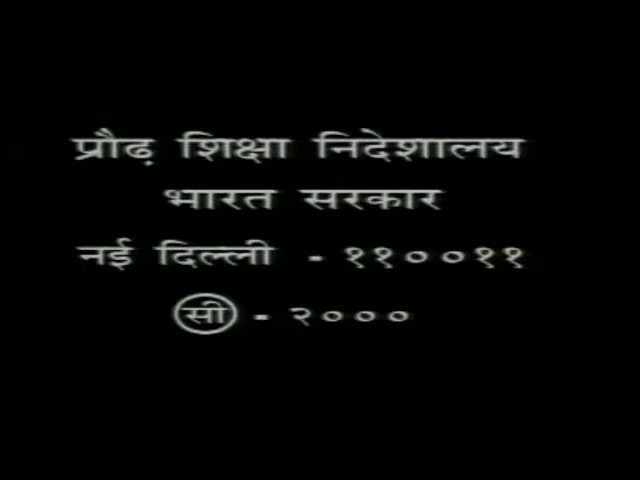 प्रौढ़ शिक्षा निदेशालय
भारत सरकार
नई दिल्ली - ११००११
सी - २०००